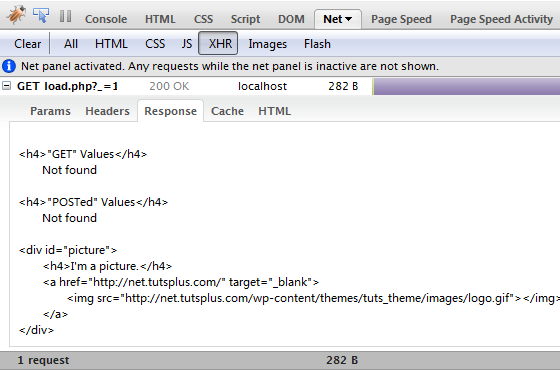 Console HTML CSS Script DOM Net Page Speed Page Speed Activity
Clear All HTML CSS JS XHR Images Flash
Net panel activated. Any requests while the net panel is inactive are not shown.
GET load.php?_=1 200 OK localhost 282 B
Params Headers Response Cache HTML
<h4>"GET" Values</h4>
Not found
<h4>"POSTed" Values</h4>
Not found
<div id="picture">
<h4>I'm a picture.</h4>
<a href="http://net.tutsplus.com/" target="_blank">
<img src="http://net.tutsplus.com/wp-content/themes/tuts_theme/images/logo.gif"></img>
</a>
</div>
1 request 282 B